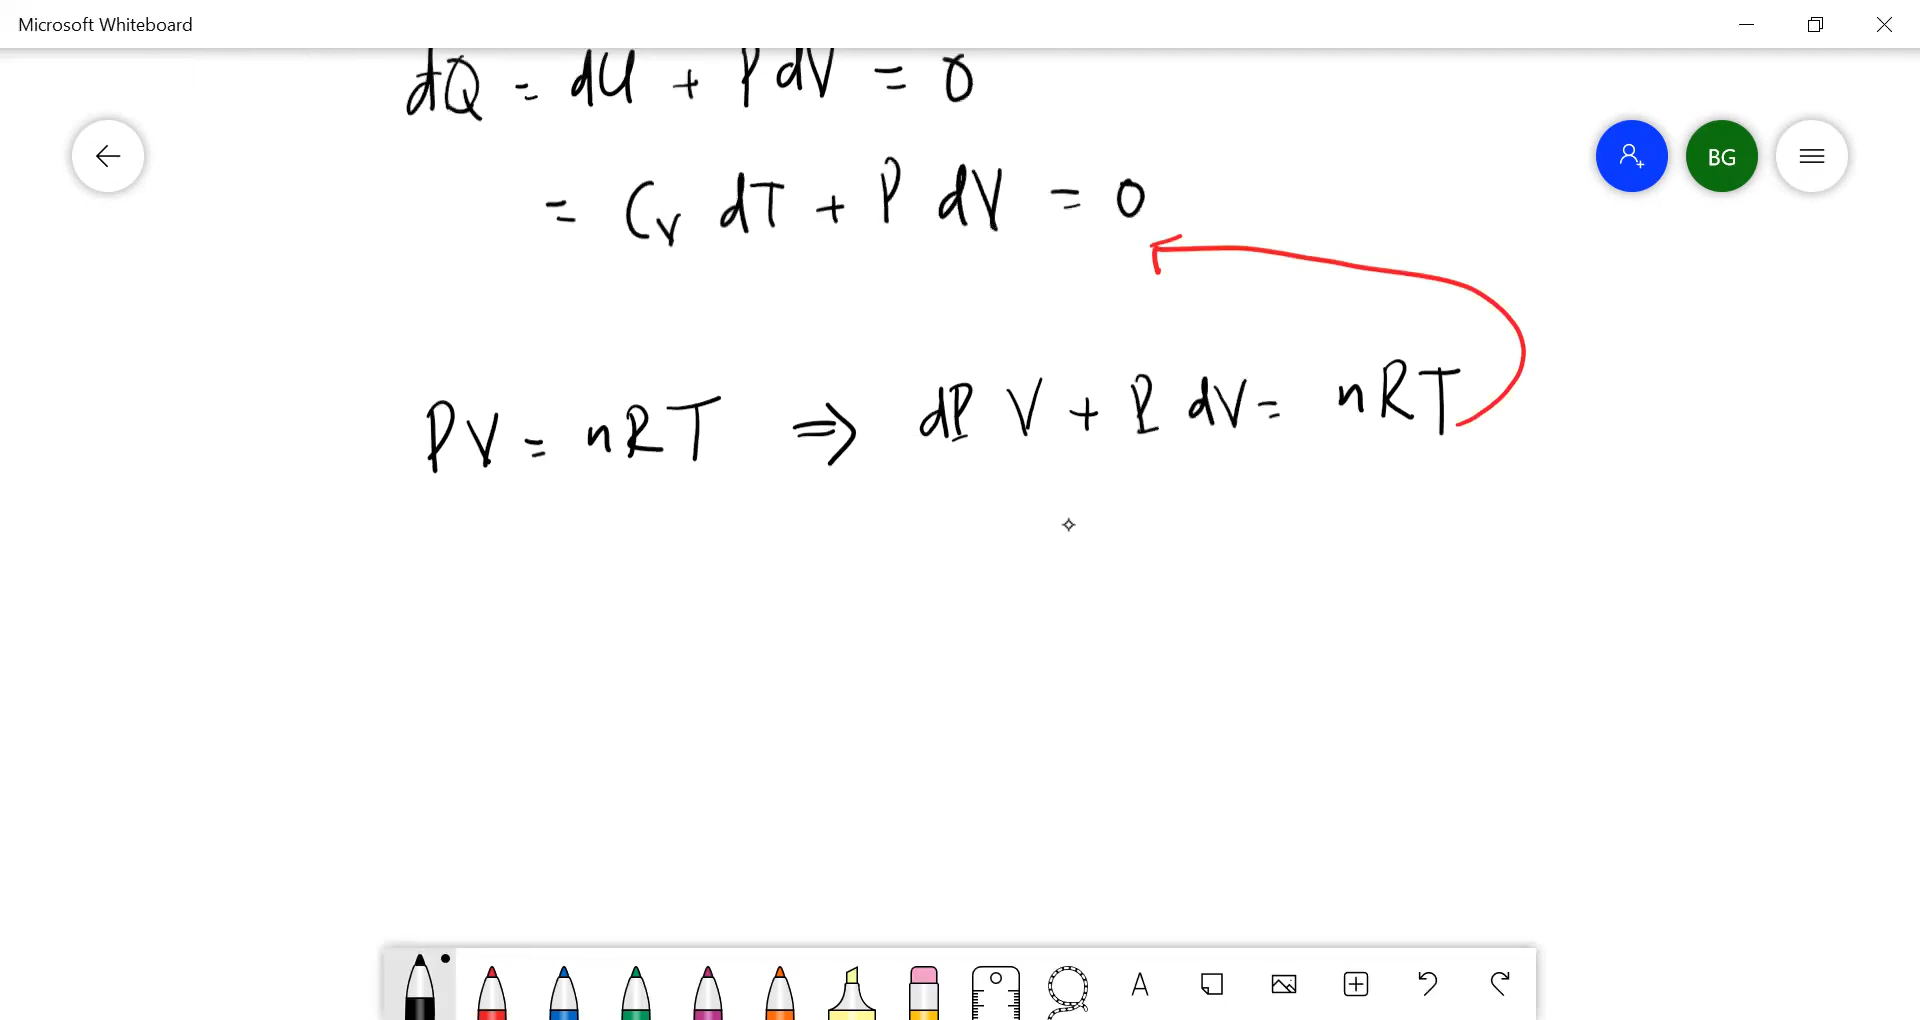 Microsoft Whiteboard
dQ = dU + P dV = 0
BG
= Cv dT + P dV = 0
PV = nRT ⇒ dP V + P dV = nRT
A